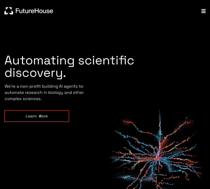 FutureHouse
Automating scientific
discovery.
We're a non-profit building AI agents to
automate research in biology and other
complex sciences.
Learn More